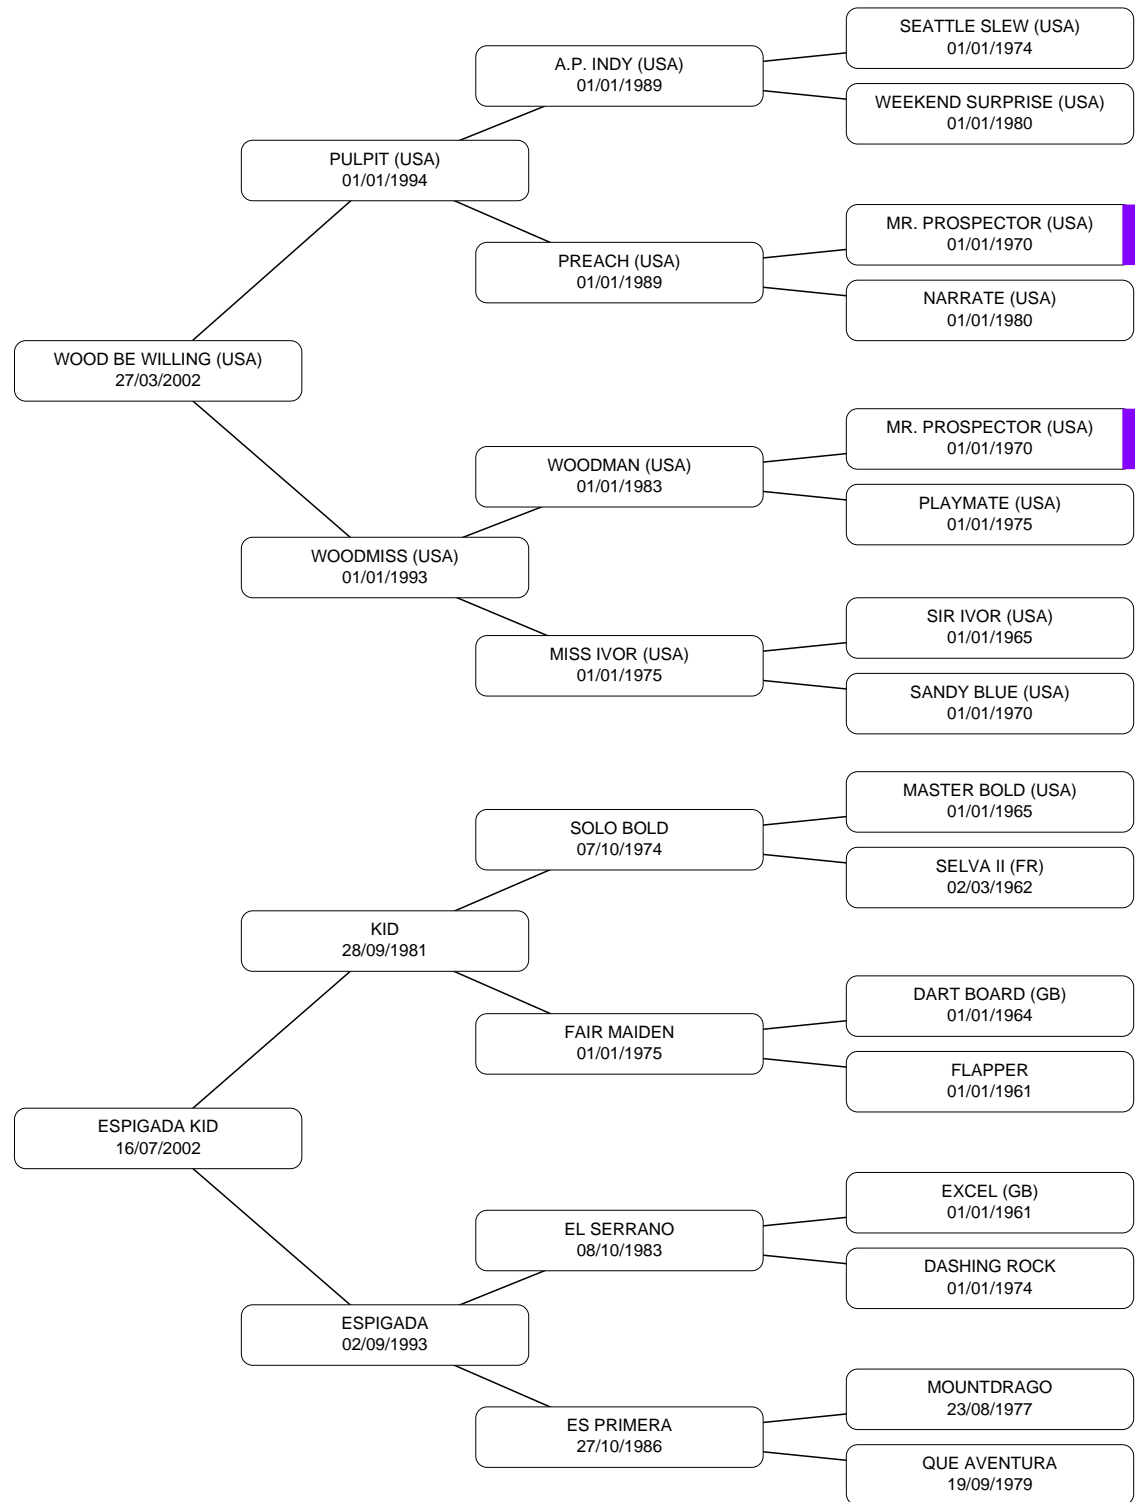 SEATTLE SLEW (USA)
01/01/1974
A.P. INDY (USA)
01/01/1989
WEEKEND SURPRISE (USA)
01/01/1980
PULPIT (USA)
01/01/1994
MR. PROSPECTOR (USA)
01/01/1970
PREACH (USA)
01/01/1989
NARRATE (USA)
01/01/1980
WOOD BE WILLING (USA)
27/03/2002
MR. PROSPECTOR (USA)
01/01/1970
WOODMAN (USA)
01/01/1983
PLAYMATE (USA)
01/01/1975
WOODMISS (USA)
01/01/1993
SIR IVOR (USA)
01/01/1965
MISS IVOR (USA)
01/01/1975
SANDY BLUE (USA)
01/01/1970
MASTER BOLD (USA)
01/01/1965
SOLO BOLD
07/10/1974
SELVA II (FR)
02/03/1962
KID
28/09/1981
DART BOARD (GB)
01/01/1964
FAIR MAIDEN
01/01/1975
FLAPPER
01/01/1961
ESPIGADA KID
16/07/2002
EXCEL (GB)
01/01/1961
EL SERRANO
08/10/1983
DASHING ROCK
01/01/1974
ESPIGADA
02/09/1993
MOUNTDRAGO
23/08/1977
ES PRIMERA
27/10/1986
QUE AVENTURA
19/09/1979